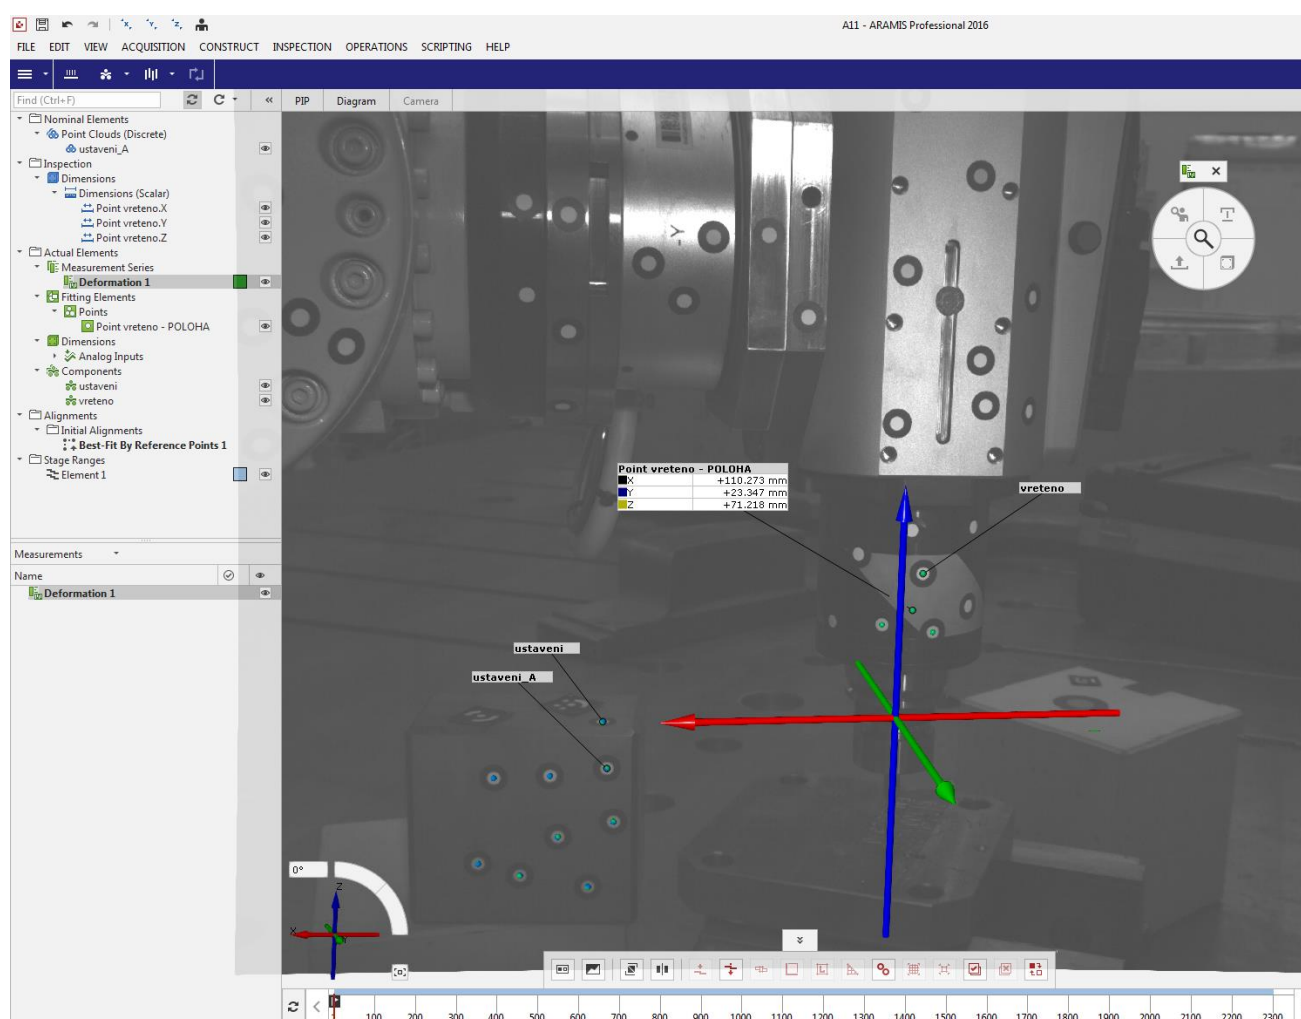 A11 - ARAMIS Professional 2016
FILE EDIT VIEW ACQUISITION CONSTRUCT INSPECTION OPERATIONS SCRIPTING HELP
Find (Ctrl+F)
PIP Diagram Camera
Nominal Elements
Point Clouds (Discrete)
ustaveni_A
Inspection
Dimensions
Dimensions (Scalar)
Point vreteno.X
Point vreteno.Y
Point vreteno.Z
Actual Elements
Measurement Series
Deformation 1
Fitting Elements
Points
Point vreteno - POLOHA
Dimensions
Analog Inputs
Components
ustaveni
vreteno
Alignments
Initial Alignments
Best-Fit By Reference Points 1
Stage Ranges
Element 1
Measurements
Name
Deformation 1
-Y
Point vreteno - POLOHA
X +110.273 mm
Y +23.347 mm
Z +71.218 mm
vreteno
ustaveni
ustaveni_A
0°
Z
X
100 200 300 400 500 600 700 800 900 1000 1100 1200 1300 1400 1500 1600 1700 1800 1900 2000 2100 2200 2300